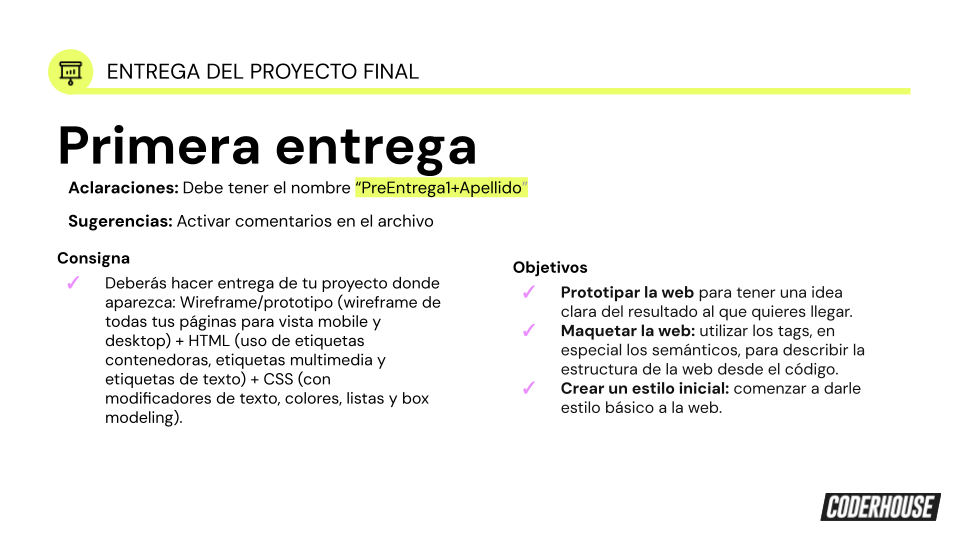 ENTREGA DEL PROYECTO FINAL
Primera entrega
Aclaraciones: Debe tener el nombre “PreEntrega1+Apellido”
Sugerencias: Activar comentarios en el archivo
Consigna
✓ Deberás hacer entrega de tu proyecto donde
aparezca: Wireframe/prototipo (wireframe de
todas tus páginas para vista mobile y
desktop) + HTML (uso de etiquetas
contenedoras, etiquetas multimedia y
etiquetas de texto) + CSS (con
modificadores de texto, colores, listas y box
modeling).
Objetivos
✓ Prototipar la web para tener una idea
clara del resultado al que quieres llegar.
✓ Maquetar la web: utilizar los tags, en
especial los semánticos, para describir la
estructura de la web desde el código.
✓ Crear un estilo inicial: comenzar a darle
estilo básico a la web.
CODERHOUSE